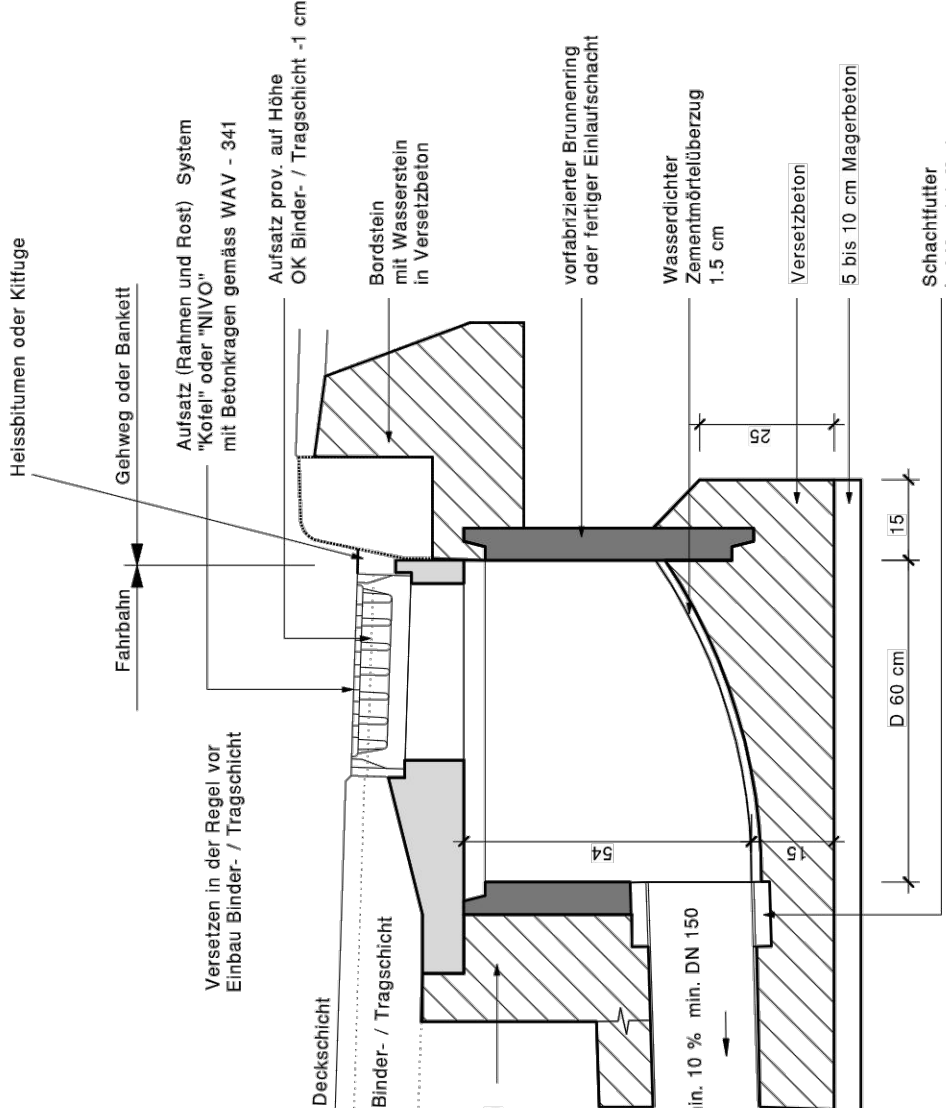 Heissbitumen oder Kittfuge
Fahrbahn
Gehweg oder Bankett
Aufsatz (Rahmen und Rost) System
"Kofel" oder "NIVO"
mit Betonkragen gemäss WAV - 341
Versetzen in der Regel vor
Einbau Binder- / Tragschicht
Aufsatz prov. auf Höhe
OK Binder- / Tragschicht -1 cm
Deckschicht
Binder- / Tragschicht
Bordstein
mit Wasserstein
in Versetzbeton
vorfabrizierter Brunnenring
oder fertiger Einlaufschacht
54
Wasserdichter
Zementmörtelüberzug
1.5 cm
min. 10 % min. DN 150
25
15
Versetzbeton
5 bis 10 cm Magerbeton
D 60 cm
15
Schachtfutter